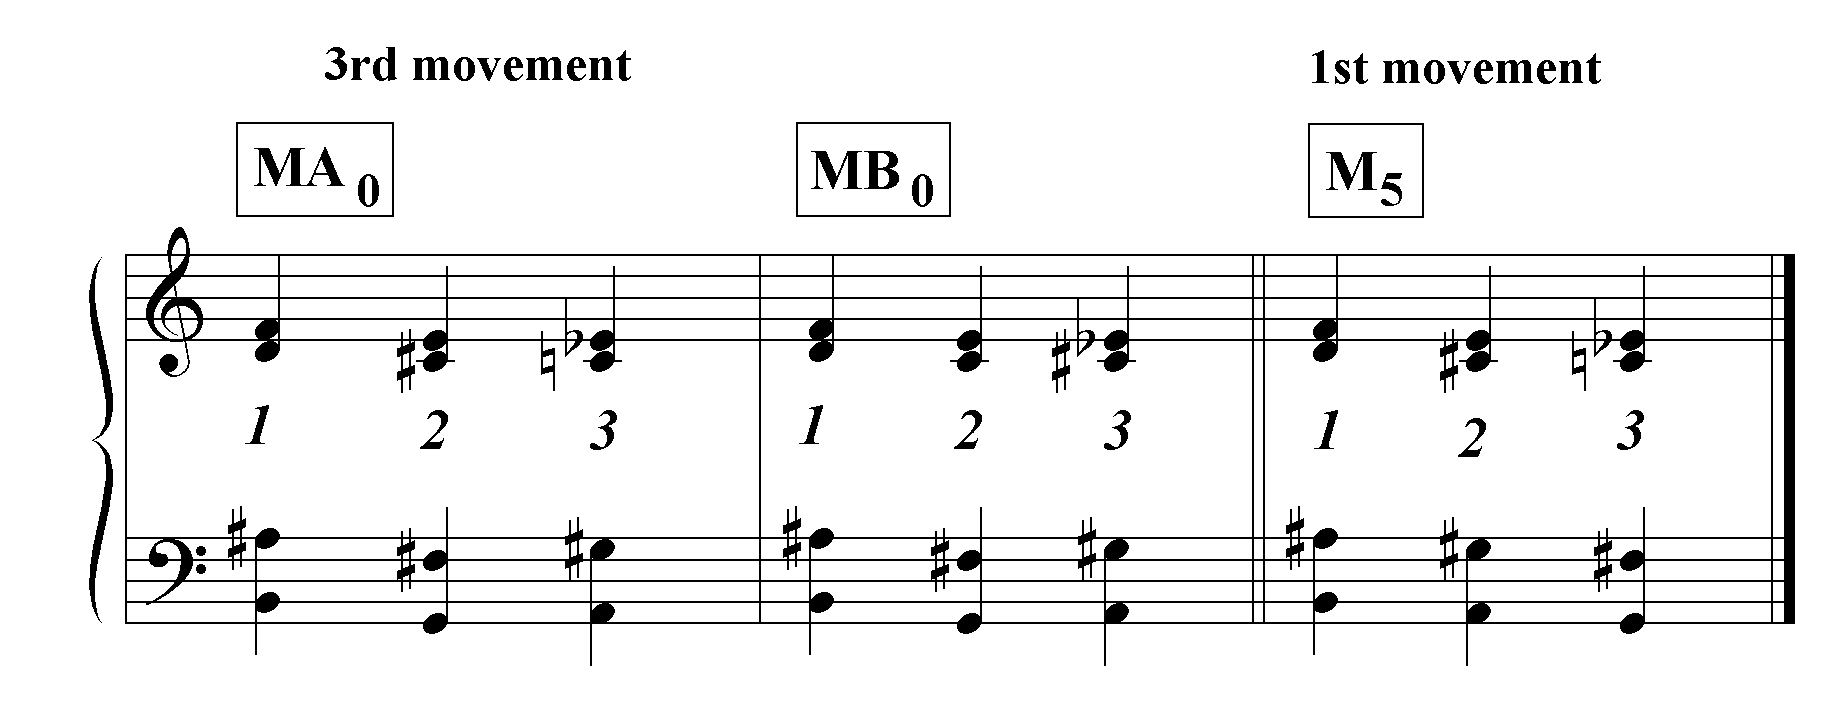 3rd movement 1st movement
MA 0 MB 0 M5
1 2 3 1 2 3 1 2 3